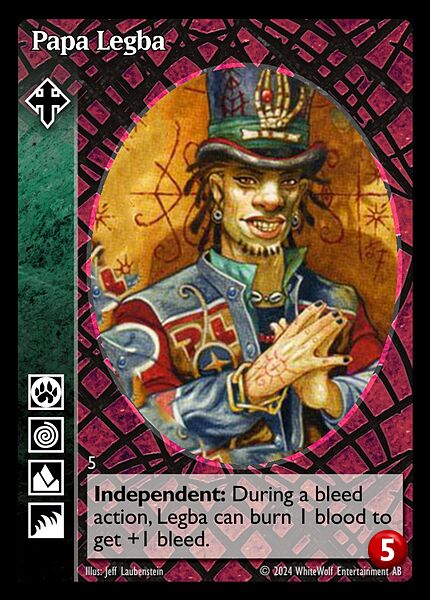 Papa Legba
5
Independent: During a bleed
action, Legba can burn 1 blood to
get +1 bleed.
5
Illus: Jeff Laubenstein
© 2024 WhiteWolf Entertainment AB